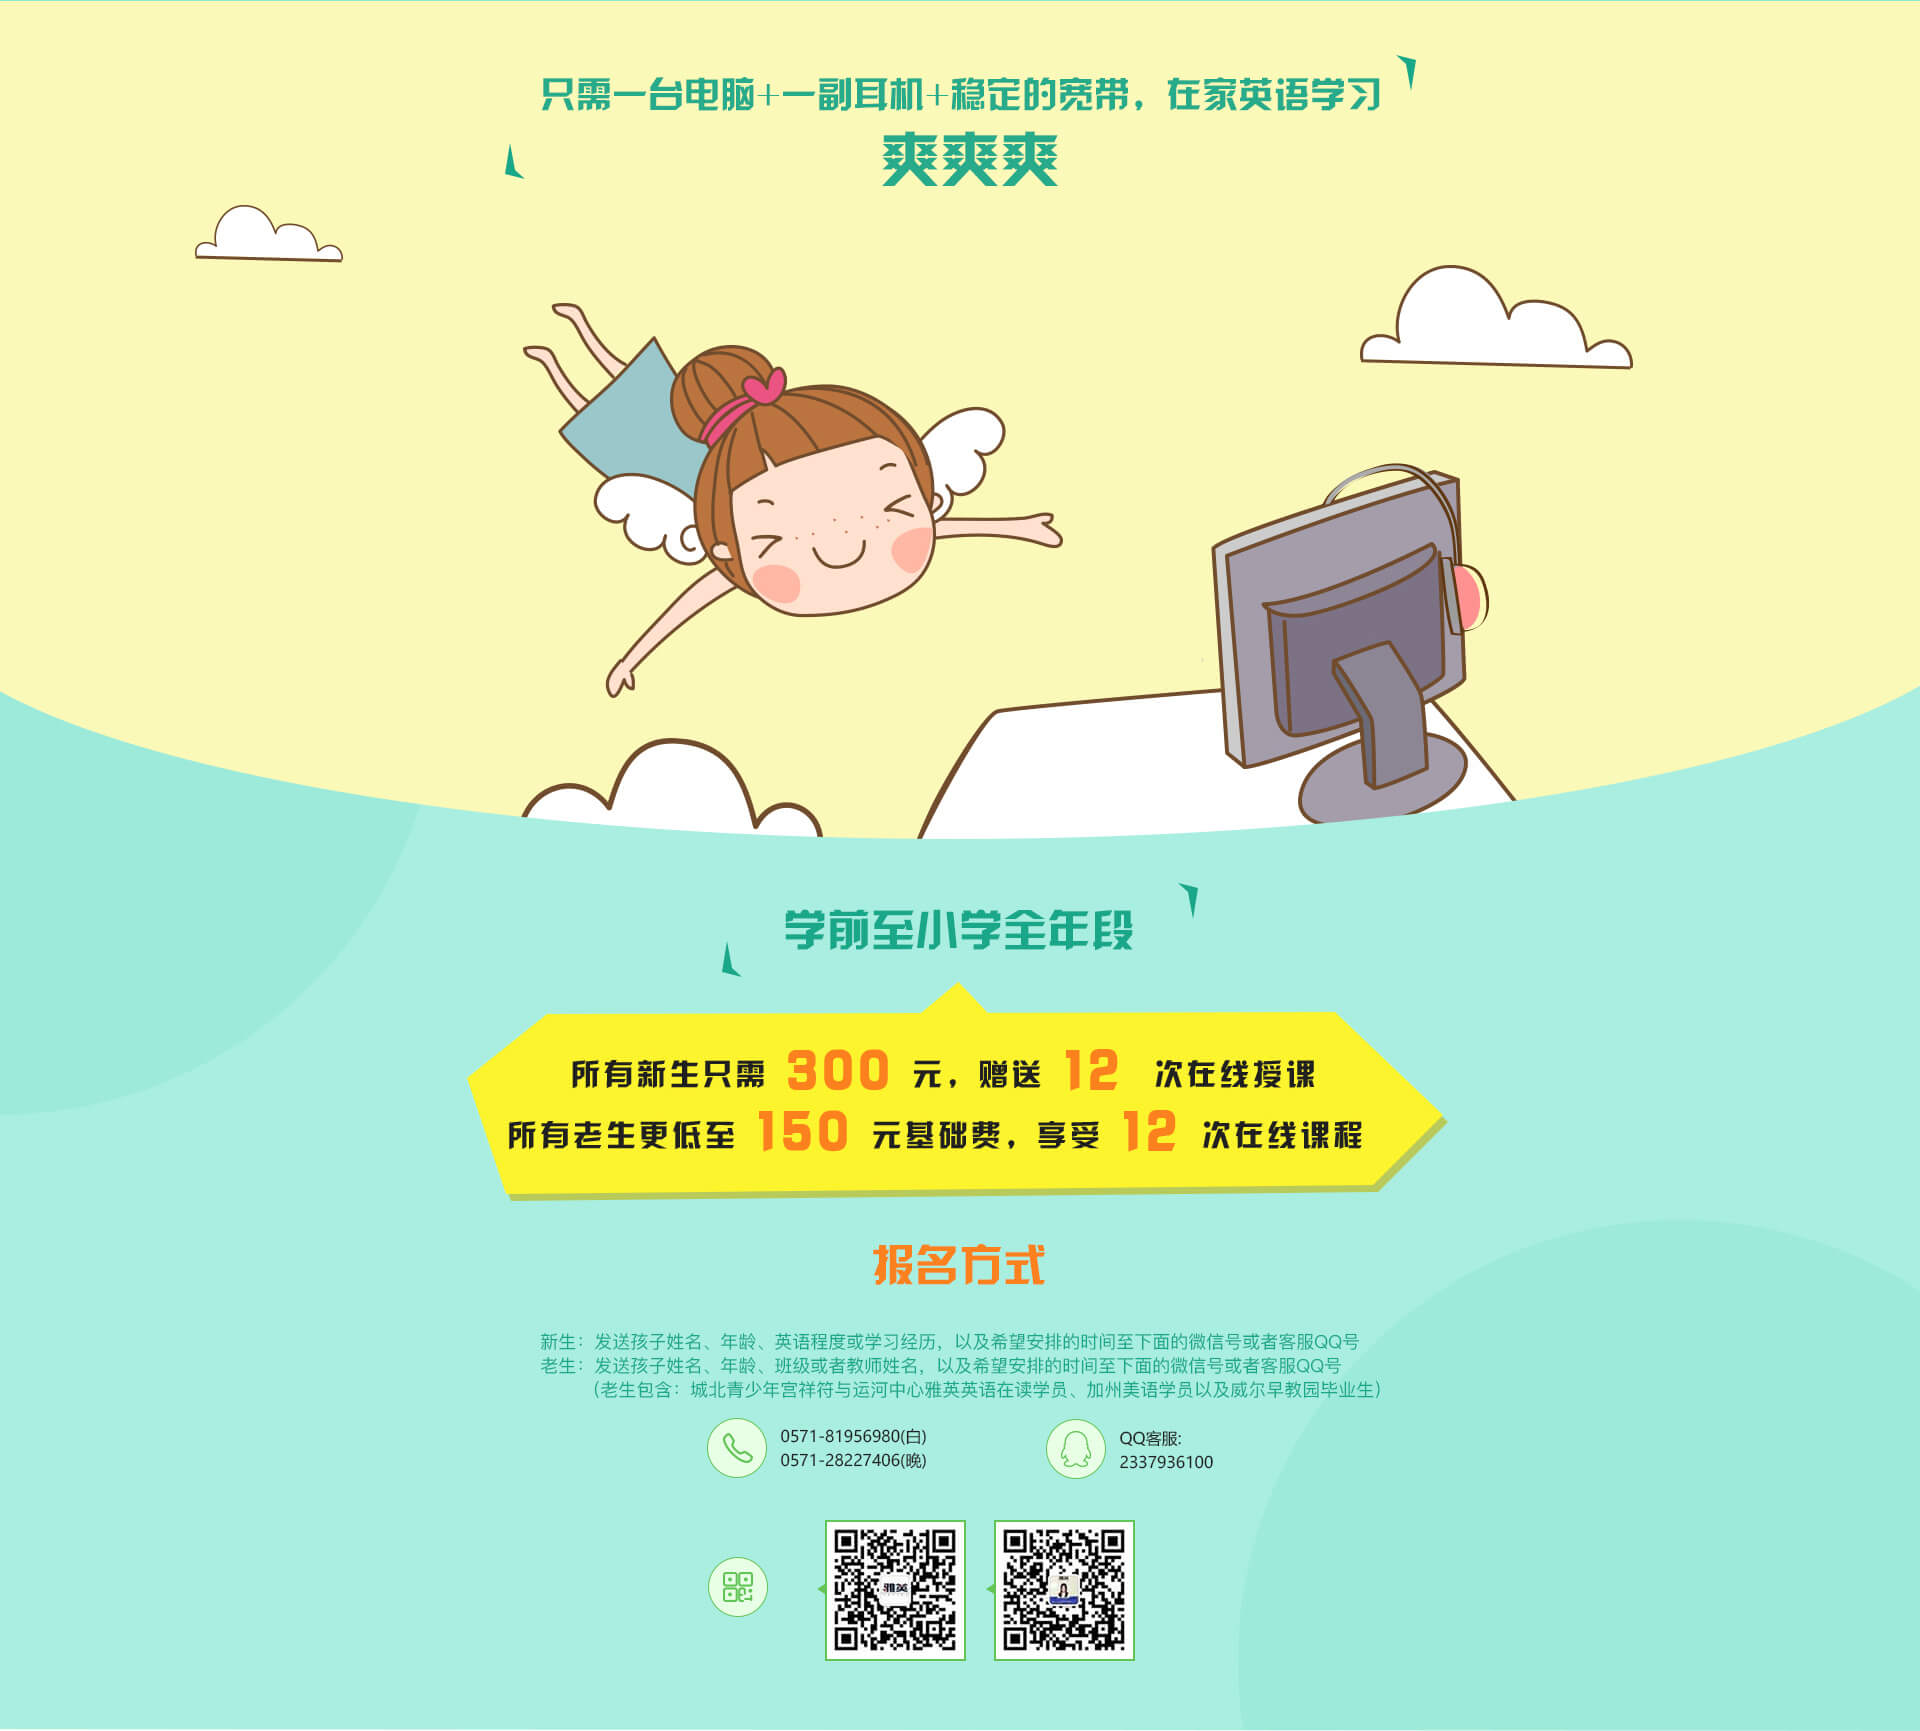 只需一台电脑+一副耳机+稳定的宽带，在家英语学习
爽爽爽
学前至小学全年段
所有新生只需 300 元，赠送 12 次在线授课
所有老生更低至 150 元基础费，享受 12 次在线课程
报名方式
新生：发送孩子姓名、年龄、英语程度或学习经历，以及希望安排的时间至下面的微信号或者客服QQ号
老生：发送孩子姓名、年龄、班级或者教师姓名，以及希望安排的时间至下面的微信号或者客服QQ号
（老生包含：城北青少年宫祥符与运河中心雅英英语在读学员、加州美语学员以及威尔早教园毕业生）
0571-81956980(白)
0571-28227406(晚)
QQ客服:
2337936100
雅英